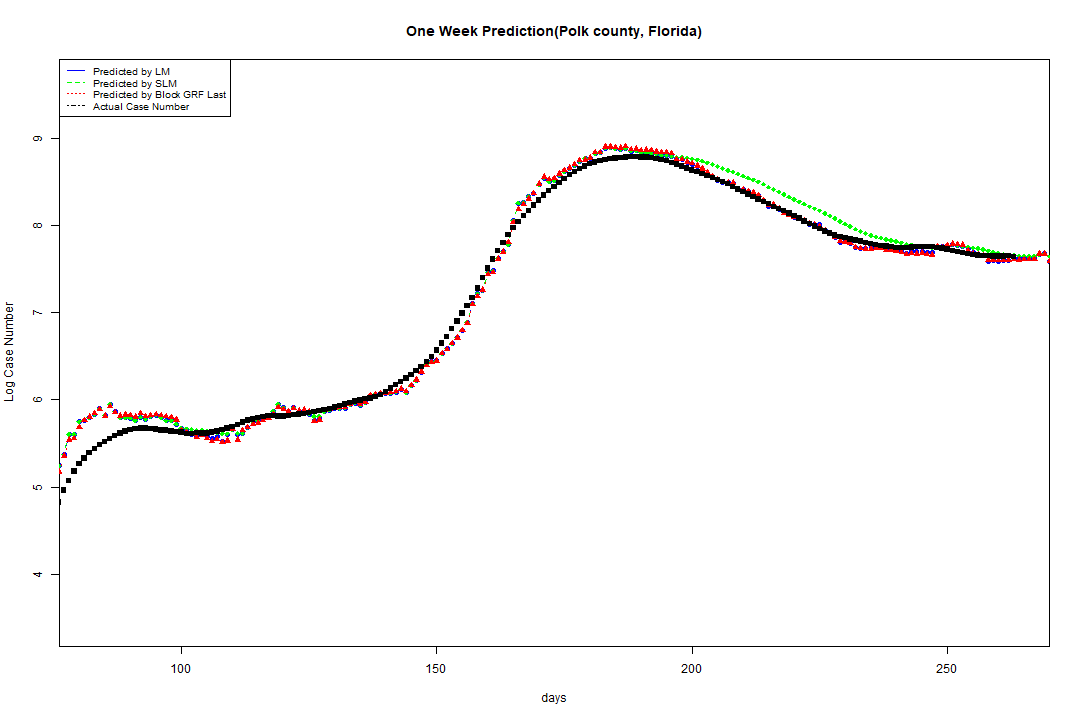 One Week Prediction(Polk county, Florida)
Predicted by LM
Predicted by SLM
Predicted by Block GRF Last
Actual Case Number
9
8
7
6
5
4
Log Case Number
100
150
200
250
days